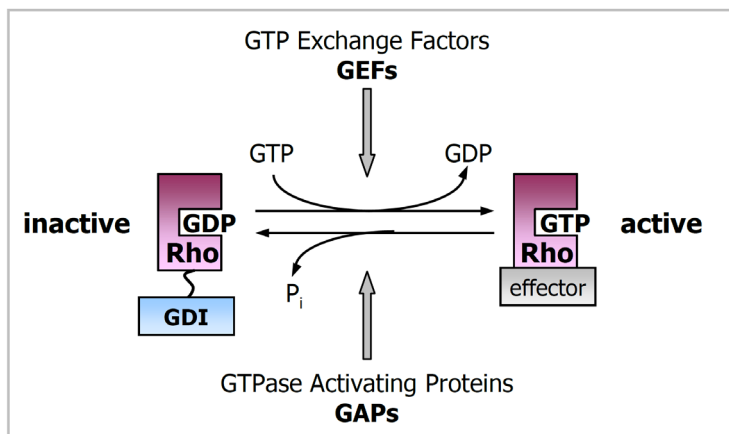 GTP Exchange Factors
GEFs
GTP
GDP
inactive
GDP
Rho
GDI
P i
GTP
Rho
effector
active
GTPase Activating Proteins
GAPs